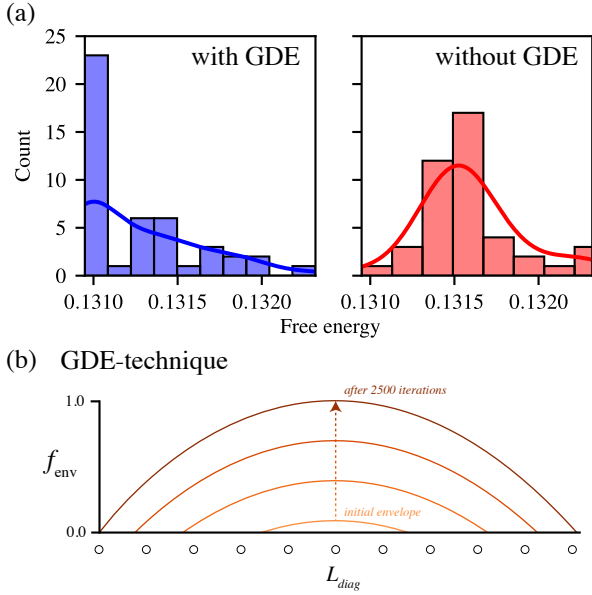 (a)
with GDE
without GDE
Count
25
20
15
10
5
0
0.1310 0.1315 0.1320
0.1310 0.1315 0.1320
Free energy
(b) GDE-technique
after 2500 iterations
1.0
f_env
initial envelope
0.0
L_diag